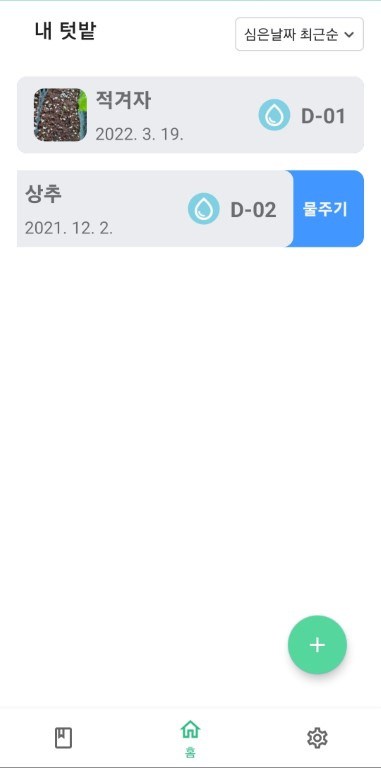 내 텃밭
심은날짜 최근순
적겨자
2022. 3. 19.
D-01
상추
2021. 12. 2.
D-02
물주기
홈